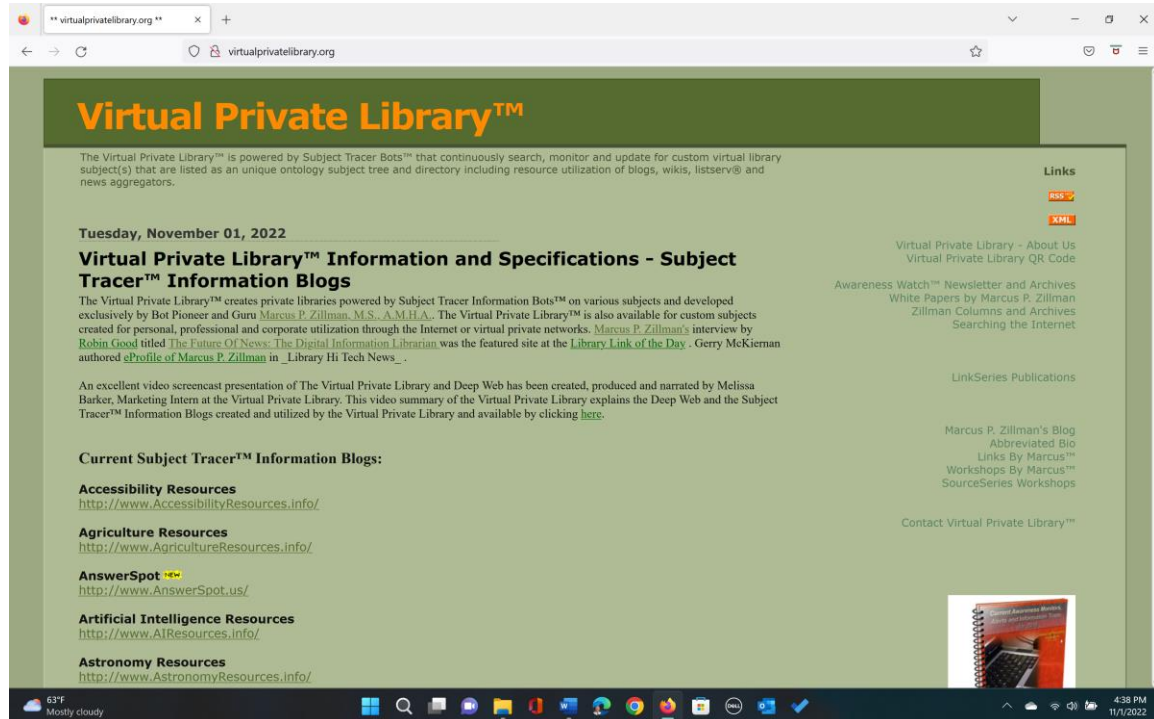 ** virtualprivatelibrary.org **
virtualprivatelibrary.org
Virtual Private Library™
The Virtual Private Library™ is powered by Subject Tracer Bots™ that continuously search, monitor and update for custom virtual library
subject(s) that are listed as an unique ontology subject tree and directory including resource utilization of blogs, wikis, listserv® and
news aggregators.
Links
RSS
XML
Tuesday, November 01, 2022
Virtual Private Library™ Information and Specifications - Subject
Tracer™ Information Blogs
The Virtual Private Library™ creates private libraries powered by Subject Tracer Information Bots™ on various subjects and developed
exclusively by Bot Pioneer and Guru Marcus P. Zillman, M.S., A.M.H.A.. The Virtual Private Library™ is also available for custom subjects
created for personal, professional and corporate utilization through the Internet or virtual private networks. Marcus P. Zillman's interview by
Robin Good titled The Future Of News: The Digital Information Librarian was the featured site at the Library Link of the Day . Gerry McKiernan
authored eProfile of Marcus P. Zillman in _Library Hi Tech News_ .
An excellent video screencast presentation of The Virtual Private Library and Deep Web has been created, produced and narrated by Melissa
Barker, Marketing Intern at the Virtual Private Library. This video summary of the Virtual Private Library explains the Deep Web and the Subject
Tracer™ Information Blogs created and utilized by the Virtual Private Library and available by clicking here.
Current Subject Tracer™ Information Blogs:
Accessibility Resources
http://www.AccessibilityResources.info/
Agriculture Resources
http://www.AgricultureResources.info/
AnswerSpot NEW
http://www.AnswerSpot.us/
Artificial Intelligence Resources
http://www.AIResources.info/
Astronomy Resources
http://www.AstronomyResources.info/
Virtual Private Library - About Us
Virtual Private Library QR Code
Awareness Watch™ Newsletter and Archives
White Papers by Marcus P. Zillman
Zillman Columns and Archives
Searching the Internet
LinkSeries Publications
Marcus P. Zillman's Blog
Abbreviated Bio
Links By Marcus™
Workshops By Marcus™
SourceSeries Workshops
Contact Virtual Private Library™
63°F
Mostly cloudy
DELL
4:38 PM
11/1/2022